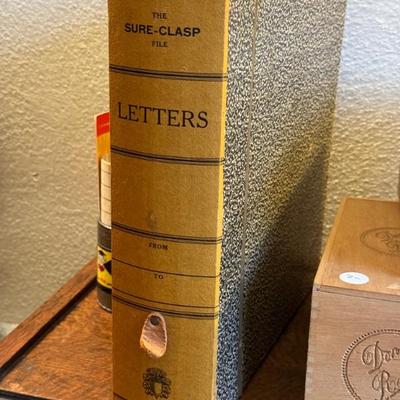 THE
SURE-CLASP
FILE
LETTERS
FROM
TO